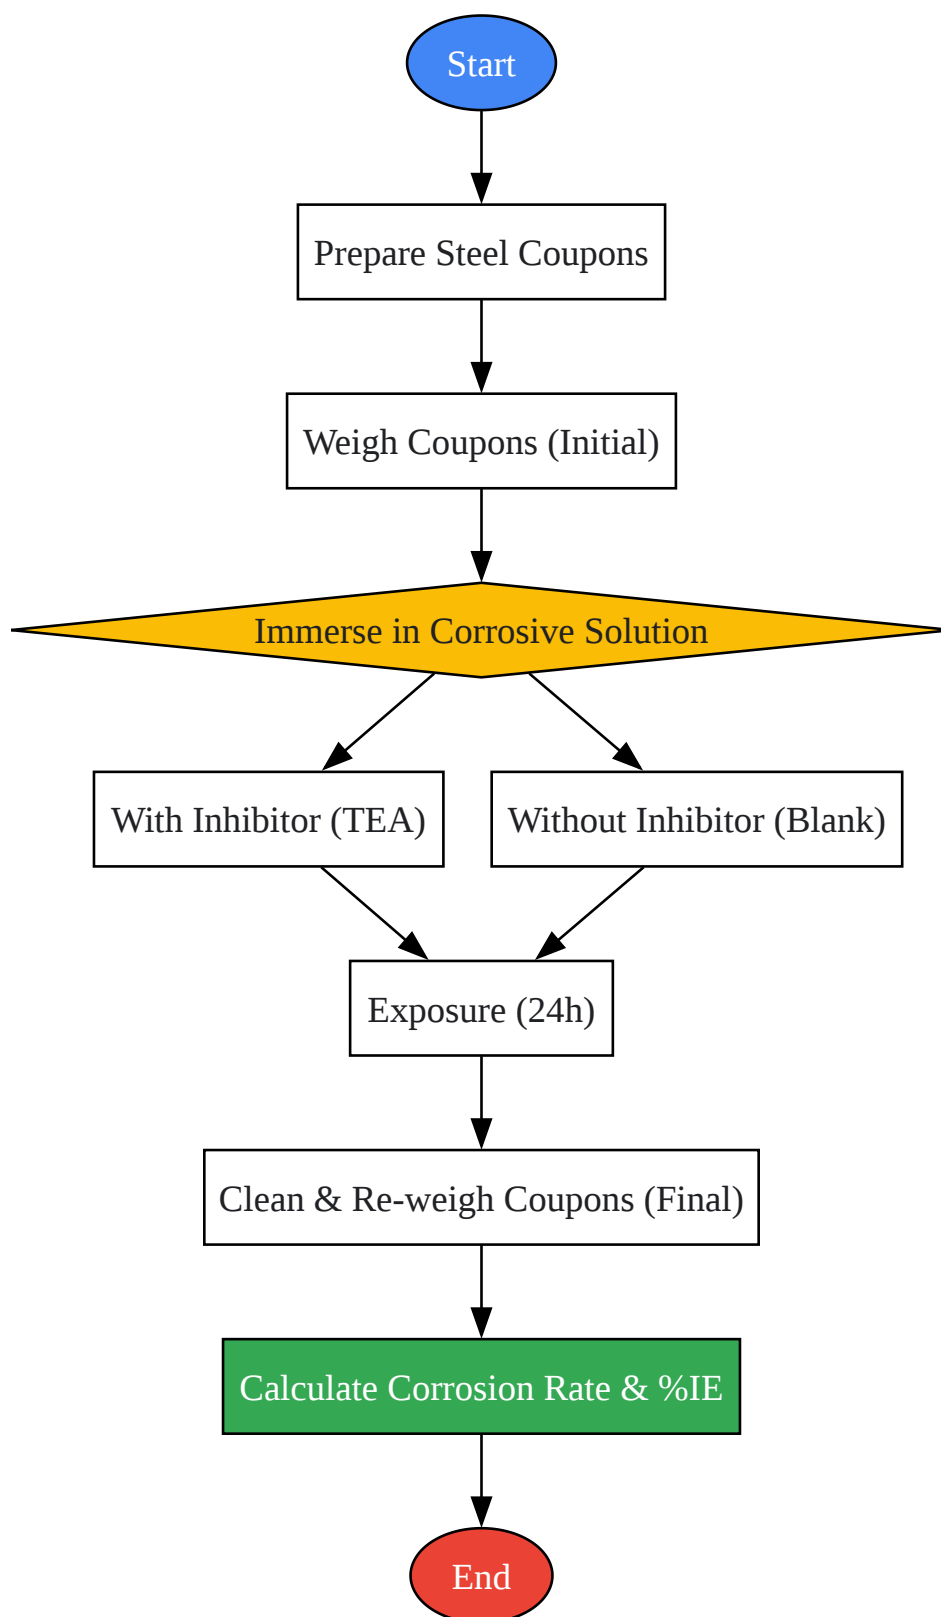 Start
Prepare Steel Coupons
Weigh Coupons (Initial)
Immerse in Corrosive Solution
With Inhibitor (TEA)
Without Inhibitor (Blank)
Exposure (24h)
Clean & Re-weigh Coupons (Final)
Calculate Corrosion Rate & %IE
End